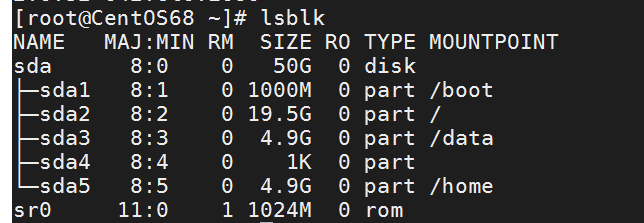 [root@CentOS68 ~]# lsblk
NAME   MAJ:MIN RM  SIZE RO TYPE MOUNTPOINT
sda      8:0    0   50G  0 disk
├─sda1   8:1    0 1000M  0 part /boot
├─sda2   8:2    0 19.5G  0 part /
├─sda3   8:3    0  4.9G  0 part /data
├─sda4   8:4    0    1K  0 part
└─sda5   8:5    0  4.9G  0 part /home
sr0     11:0    1 1024M  0 rom